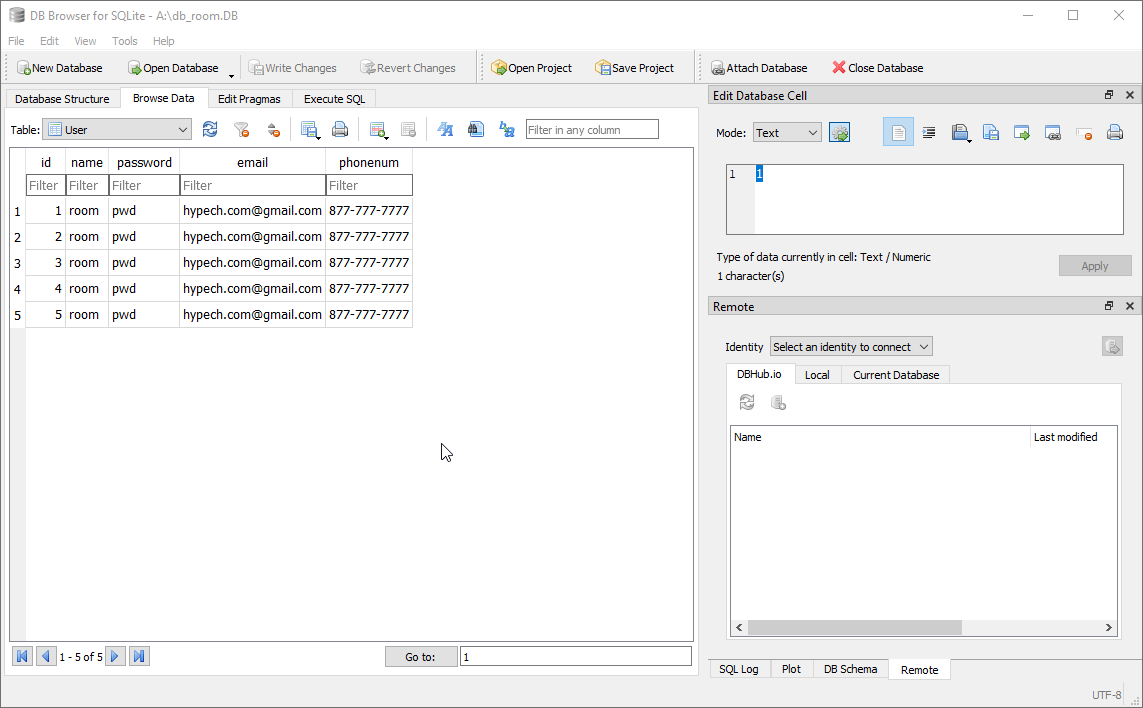 DB Browser for SQLite - A:\db_room.DB
File Edit View Tools Help
New Database Open Database Write Changes Revert Changes Open Project Save Project Attach Database Close Database
Database Structure Browse Data Edit Pragmas Execute SQL
Table: User Filter in any column
id name password email phonenum
Filter Filter Filter Filter Filter
1 1 room pwd hypech.com@gmail.com 877-777-7777
2 2 room pwd hypech.com@gmail.com 877-777-7777
3 3 room pwd hypech.com@gmail.com 877-777-7777
4 4 room pwd hypech.com@gmail.com 877-777-7777
5 5 room pwd hypech.com@gmail.com 877-777-7777
1 - 5 of 5 Go to: 1
Edit Database Cell
Mode: Text
1 1
Type of data currently in cell: Text / Numeric
1 character(s)
Apply
Remote
Identity Select an identity to connect
DBHub.io Local Current Database
Name Last modified
SQL Log Plot DB Schema Remote
UTF-8